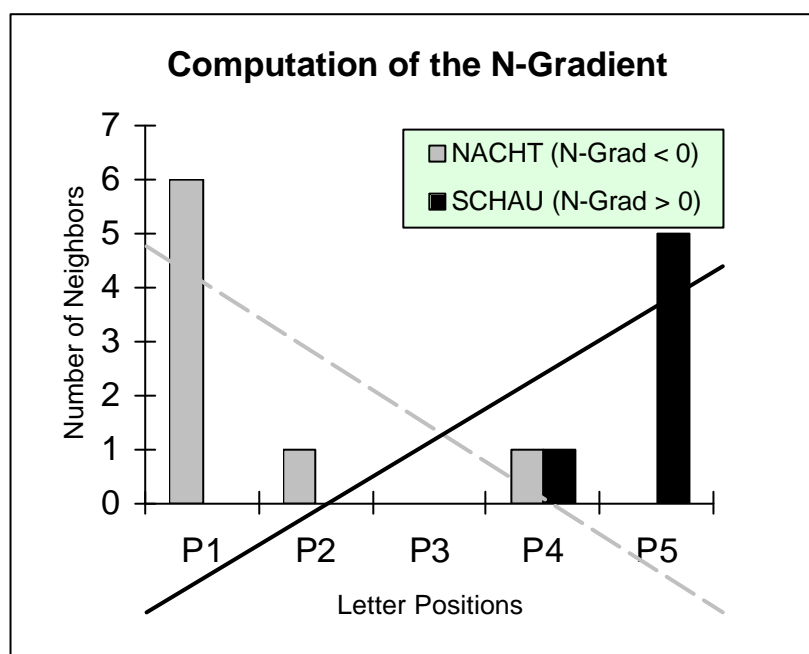 Computation of the N-Gradient
7
6
5
4
3
2
1
0
Number of Neighbors
NACHT (N-Grad < 0)
SCHAU (N-Grad > 0)
P1 P2 P3 P4 P5
Letter Positions